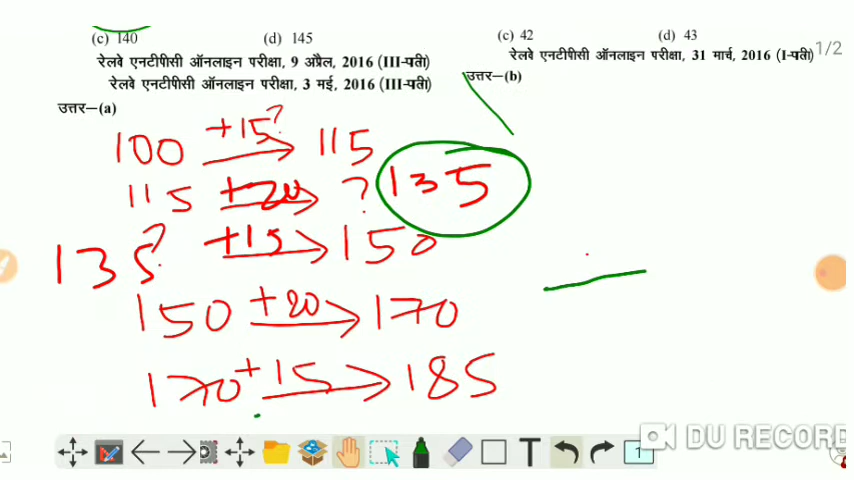 (c) 140 (d) 145
रेलवे एनटीपीसी ऑनलाइन परीक्षा, 9 अप्रैल, 2016 (III-पाली)
रेलवे एनटीपीसी ऑनलाइन परीक्षा, 3 मई, 2016 (III-पाली)
उत्तर—(a)
100 +15? 115
115 +20 ? 135
135? +15 150
150 +20 170
170 +15 185
(c) 42 (d) 43
रेलवे एनटीपीसी ऑनलाइन परीक्षा, 31 मार्च, 2016 (I-पाली)
उत्तर—(b)
1/2
T 1
DU RECORD